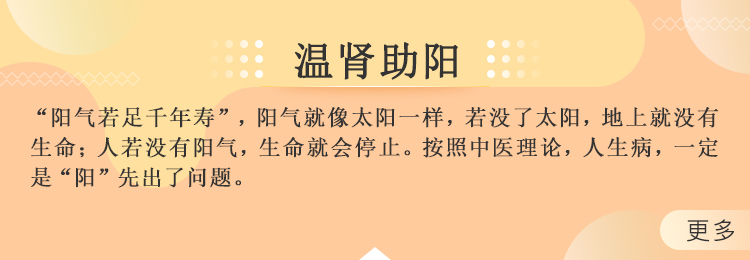 温肾助阳
“阳气若足千年寿”，阳气就像太阳一样，若没了太阳，地上就没有
生命；人若没有阳气，生命就会停止。按照中医理论，人生病，一定
是“阳”先出了问题。
更多